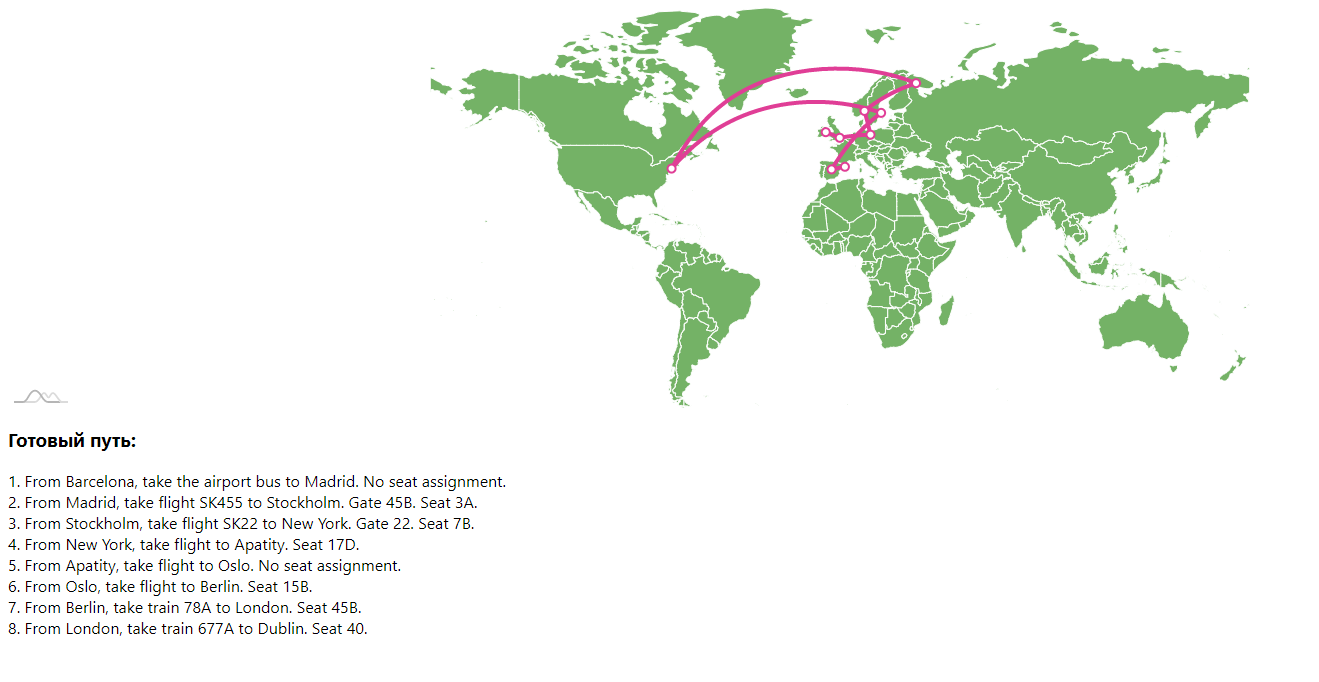 Готовый путь:
1. From Barcelona, take the airport bus to Madrid. No seat assignment.
2. From Madrid, take flight SK455 to Stockholm. Gate 45B. Seat 3A.
3. From Stockholm, take flight SK22 to New York. Gate 22. Seat 7B.
4. From New York, take flight to Apatity. Seat 17D.
5. From Apatity, take flight to Oslo. No seat assignment.
6. From Oslo, take flight to Berlin. Seat 15B.
7. From Berlin, take train 78A to London. Seat 45B.
8. From London, take train 677A to Dublin. Seat 40.